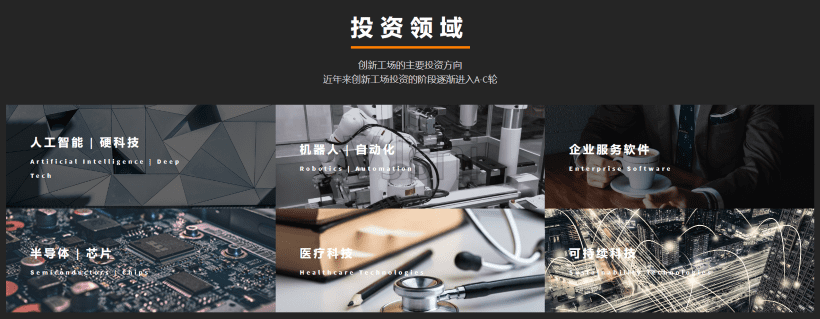 投资领域
创新工场的主要投资方向
近年来创新工场投资的阶段逐渐进入A-C轮
人工智能 | 硬科技
Artificial Intelligence | Deep
Tech
机器人 | 自动化
Robotics | Automation
企业服务软件
Enterprise Software
半导体 | 芯片
Semiconductors | Chips
医疗科技
Healthcare Technologies
可持续科技
Sustainability Technologies